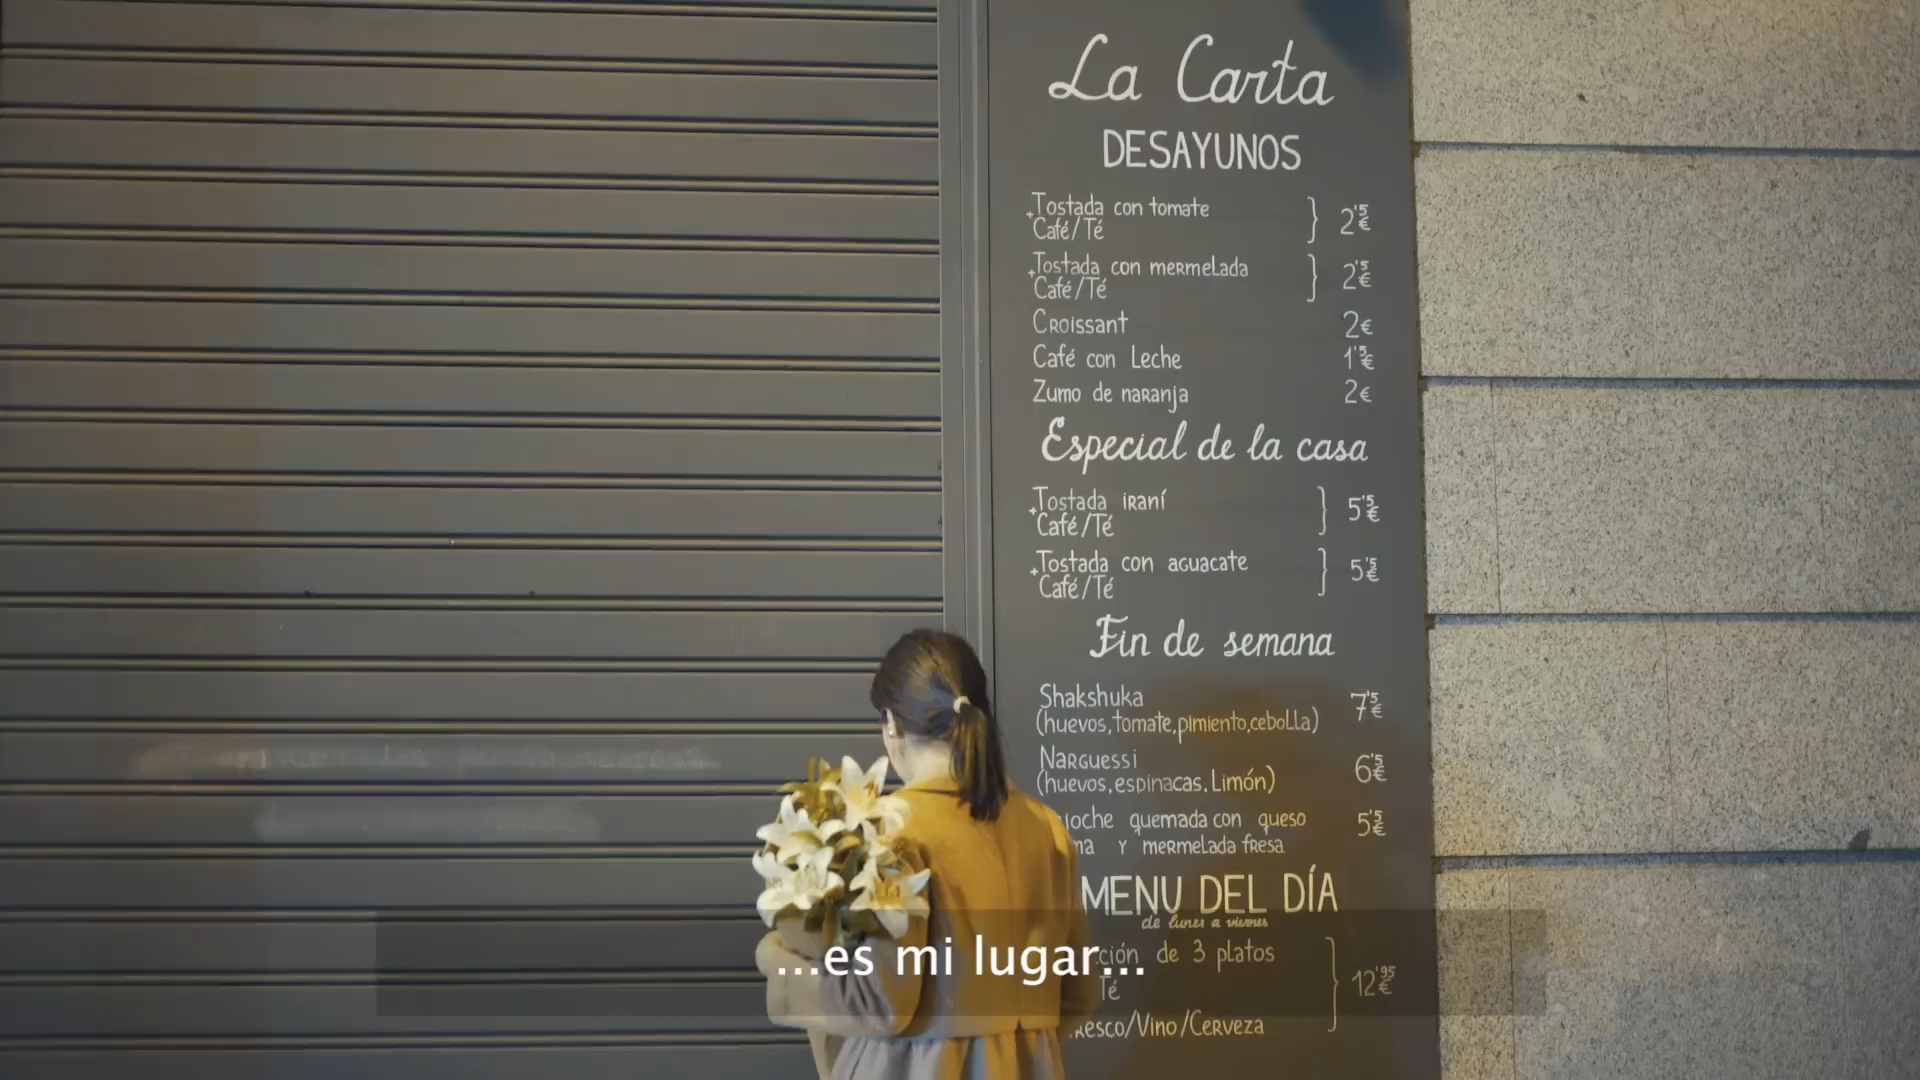 La Carta
DESAYUNOS
Tostada con tomate
+Café/Té } 2'5€
Tostada con mermelada
+Café/Té } 2'5€
Croissant 2€
Café con Leche 1'5€
Zumo de naranja 2€
Especial de la casa
Tostada iraní
+Café/Té } 5'5€
Tostada con aguacate
+Café/Té } 5'5€
Fin de semana
Shakshuka 7'5€
(huevos,tomate,pimiento,cebolla)
Narguessi 6'5€
(huevos,espinacas.Limón)
quemada con queso 5'5€
y mermelada fresa
MENU DEL DÍA
de lunes a viernes
de 3 platos
Té } 12'95€
/Vino/Cerveza
...es mi lugar...